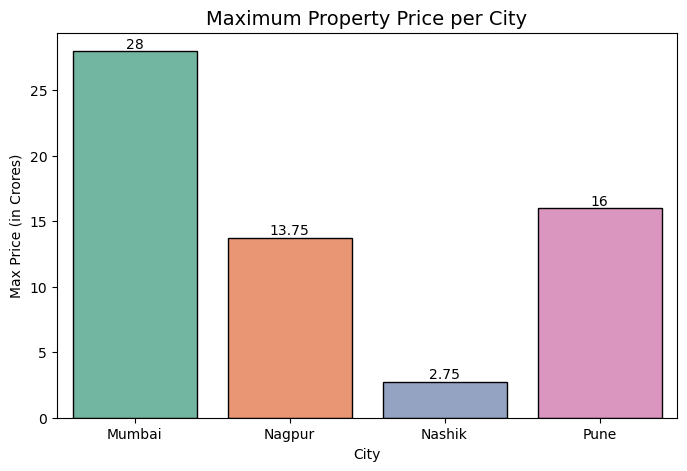 Maximum Property Price per City
Max Price (in Crores)
25
20
15
10
5
0
28
13.75
2.75
16
Mumbai
Nagpur
Nashik
Pune
City